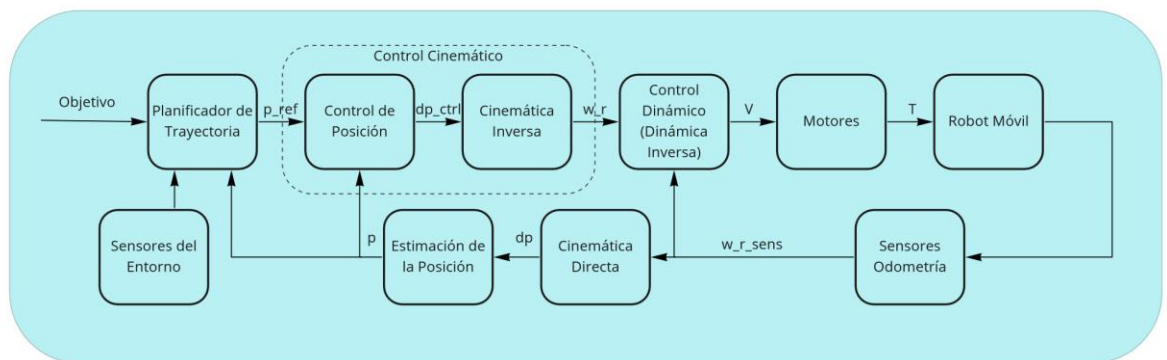 Control Cinemático
Objetivo
Planificador de
Trayectoria
p_ref
Control de
Posición
dp_ctrl
Cinemática
Inversa
w_r
Control
Dinámico
(Dinámica
Inversa)
V
Motores
T
Robot Móvil
Sensores del
Entorno
p
Estimación de
la Posición
dp
Cinemática
Directa
w_r_sens
Sensores
Odometría